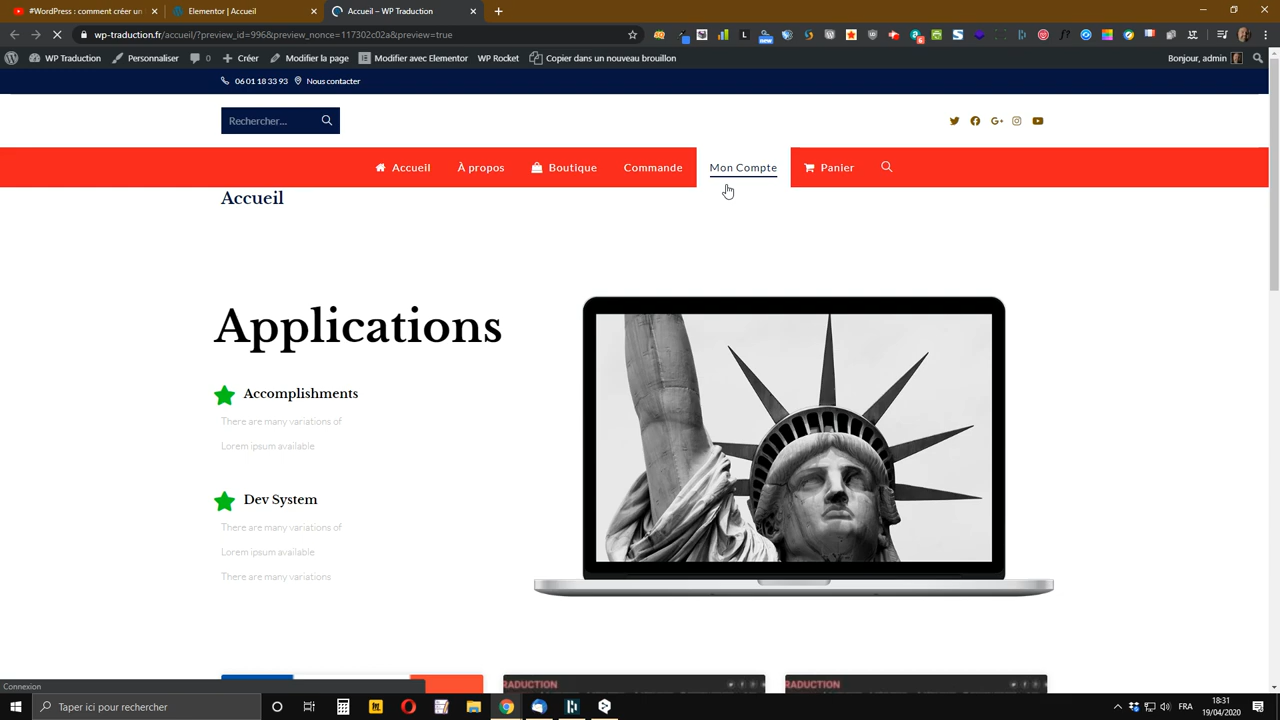 #WordPress : comment créer un
Elementor | Accueil
Accueil – WP Traduction
wp-traduction.fr/accueil/?preview_id=996&preview_nonce=117302c02a&preview=true
WP Traduction
Personnaliser
0
Créer
Modifier la page
Modifier avec Elementor
WP Rocket
Copier dans un nouveau brouillon
Bonjour, admin
06 01 18 33 93
Nous contacter
Rechercher...
Accueil
À propos
Boutique
Commande
Mon Compte
Panier
Accueil
Applications
Accomplishments
There are many variations of
Lorem ipsum available
Dev System
There are many variations of
Lorem ipsum available
There are many variations
RADUCTION
RADUCTION
Connexion
Taper ici pour rechercher
FRA
18:31
19/04/2020